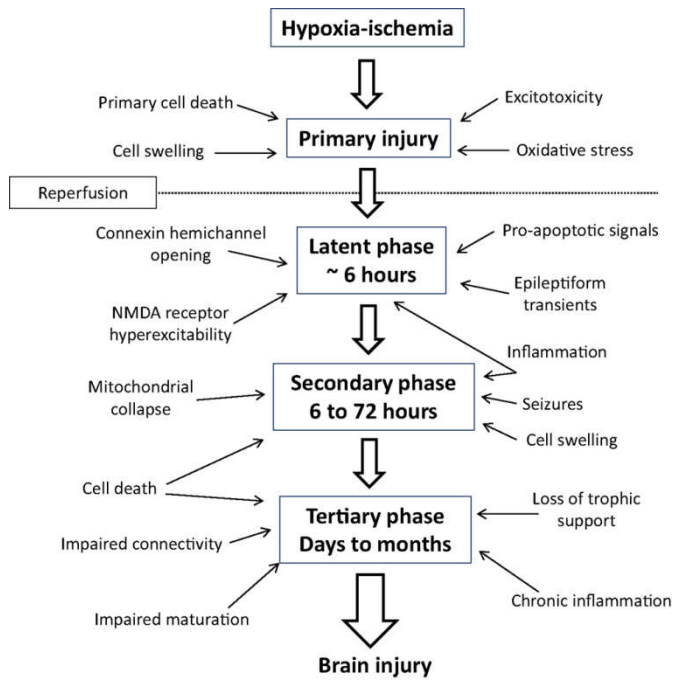 Hypoxia-ischemia
Primary cell death
Excitotoxicity
Primary injury
Cell swelling
Oxidative stress
Reperfusion
Connexin hemichannel
opening
Pro-apoptotic signals
Latent phase
~ 6 hours
Epileptiform
transients
NMDA receptor
hyperexcitability
Inflammation
Mitochondrial
collapse
Secondary phase
6 to 72 hours
Seizures
Cell swelling
Cell death
Loss of trophic
support
Tertiary phase
Days to months
Impaired connectivity
Chronic inflammation
Impaired maturation
Brain injury